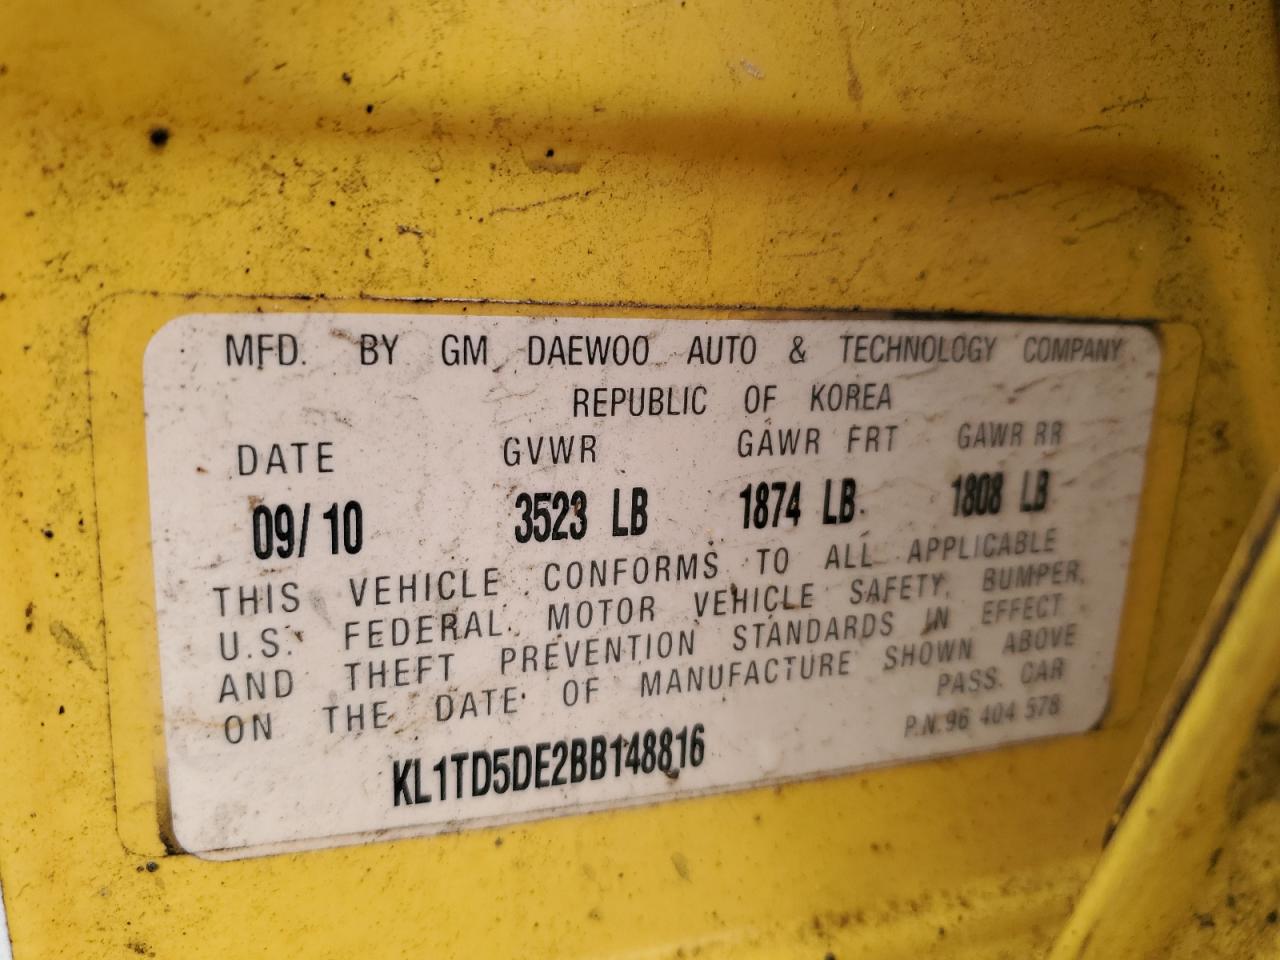 MFD. BY GM DAEWOO AUTO & TECHNOLOGY COMPANY
REPUBLIC OF KOREA
DATE GVWR GAWR FRT GAWR RR
09/10 3523 LB 1874 LB 1808 LB
THIS VEHICLE CONFORMS TO ALL APPLICABLE
U.S. FEDERAL MOTOR VEHICLE SAFETY, BUMPER,
AND THEFT PREVENTION STANDARDS IN EFFECT
ON THE DATE OF MANUFACTURE SHOWN ABOVE
PASS. CAR
KL1TD5DE2BB148816 P.N.96 404 578